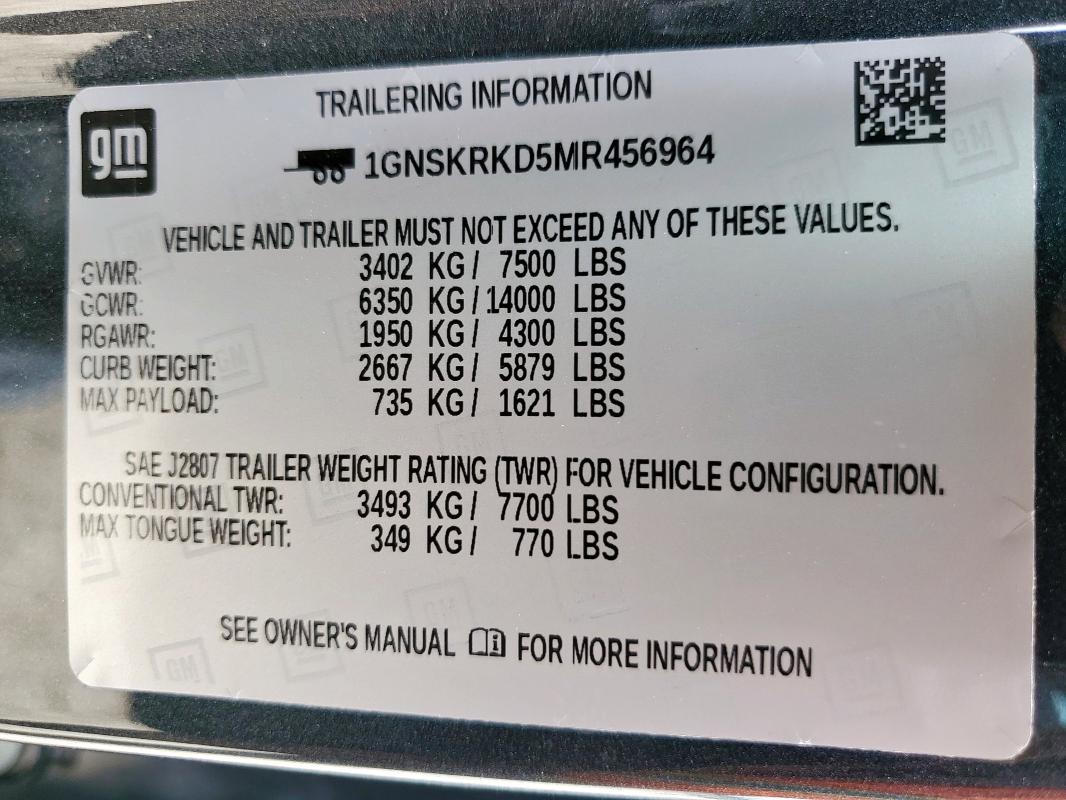 TRAILERING INFORMATION
gm
1GNSKRKD5MR456964
VEHICLE AND TRAILER MUST NOT EXCEED ANY OF THESE VALUES.
GVWR: 3402 KG / 7500 LBS
GCWR: 6350 KG / 14000 LBS
RGAWR: 1950 KG / 4300 LBS
CURB WEIGHT: 2667 KG / 5879 LBS
MAX PAYLOAD: 735 KG / 1621 LBS
SAE J2807 TRAILER WEIGHT RATING (TWR) FOR VEHICLE CONFIGURATION.
CONVENTIONAL TWR: 3493 KG / 7700 LBS
MAX TONGUE WEIGHT: 349 KG / 770 LBS
SEE OWNER'S MANUAL FOR MORE INFORMATION